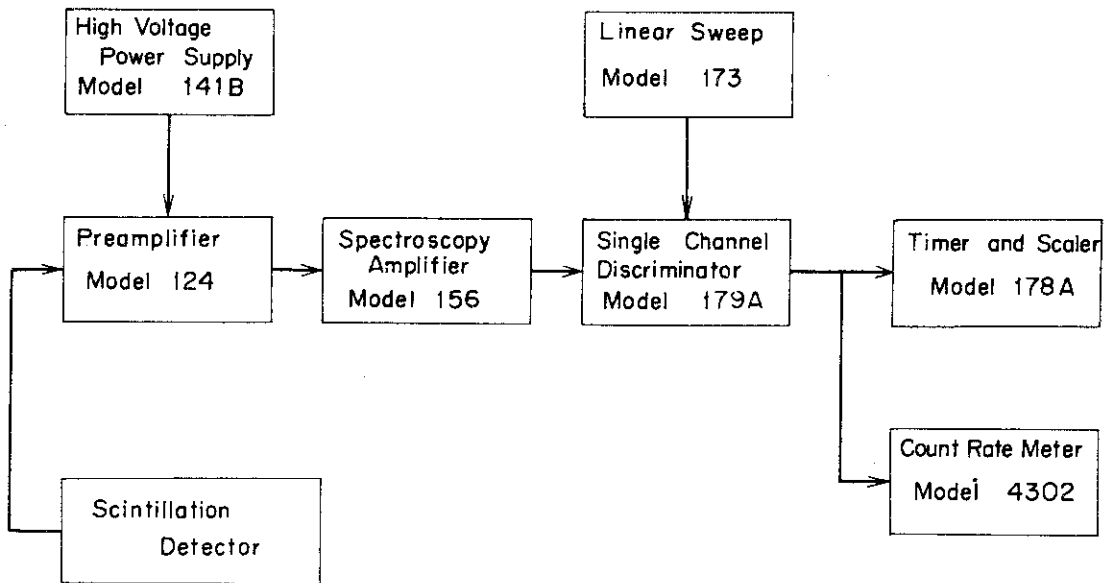 High Voltage
Power Supply
Model 141B
Linear Sweep
Model 173
Preamplifier
Model 124
Spectroscopy
Amplifier
Model 156
Single Channel
Discriminator
Model 179A
Timer and Scaler
Model 178A
Count Rate Meter
Model 4302
Scintillation
Detector